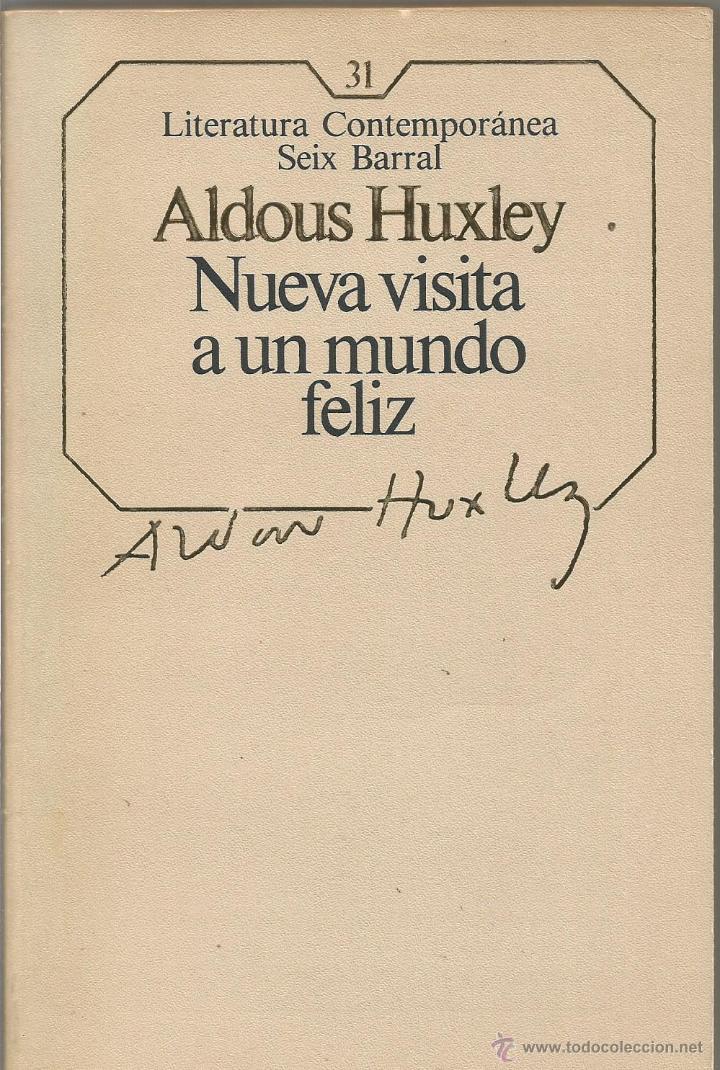 31
Literatura Contemporánea
Seix Barral
Aldous Huxley
Nueva visita
a un mundo
feliz
Aldous Huxley
www.todocoleccion.net